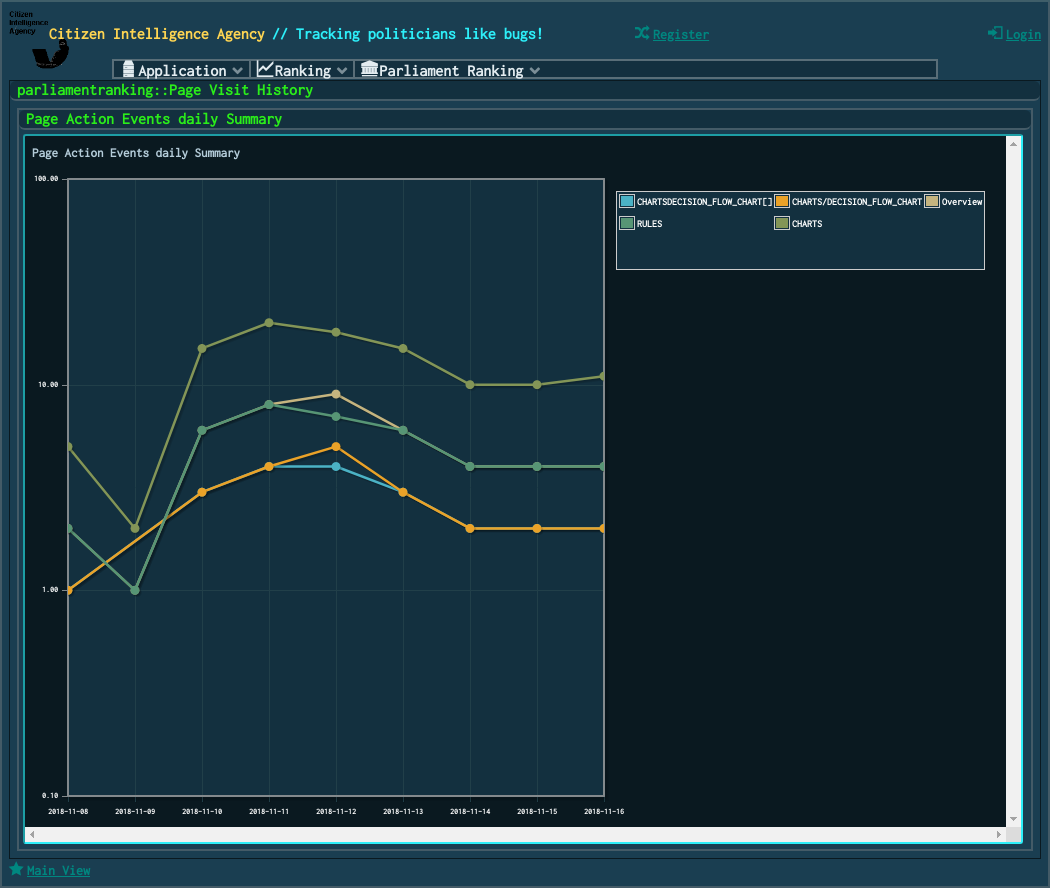 Citizen
Intelligence
Agency
Citizen Intelligence Agency // Tracking politicians like bugs!
Register
Login
Application
Ranking
Parliament Ranking
parliamentranking::Page Visit History
Page Action Events daily Summary
Page Action Events daily Summary
100.00
10.00
1.00
0.10
2018-11-08 2018-11-09 2018-11-10 2018-11-11 2018-11-12 2018-11-13 2018-11-14 2018-11-15 2018-11-16
CHARTSDECISION_FLOW_CHART[] CHARTS/DECISION_FLOW_CHART Overview
RULES CHARTS
Main View